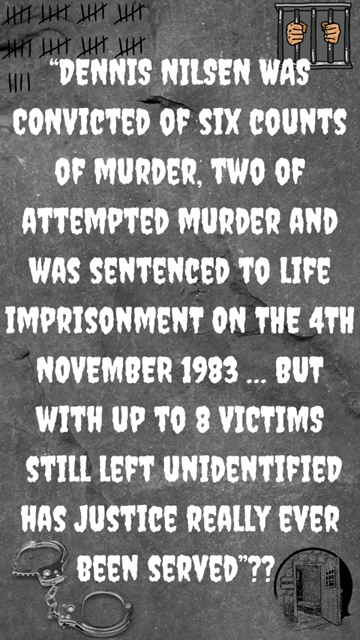 “DENNIS NILSEN WAS
CONVICTED OF SIX COUNTS
OF MURDER, TWO OF
ATTEMPTED MURDER AND
WAS SENTENCED TO LIFE
IMPRISONMENT ON THE 4TH
NOVEMBER 1983 ... BUT
WITH UP TO 8 VICTIMS
STILL LEFT UNIDENTIFIED
HAS JUSTICE REALLY EVER
BEEN SERVED”??